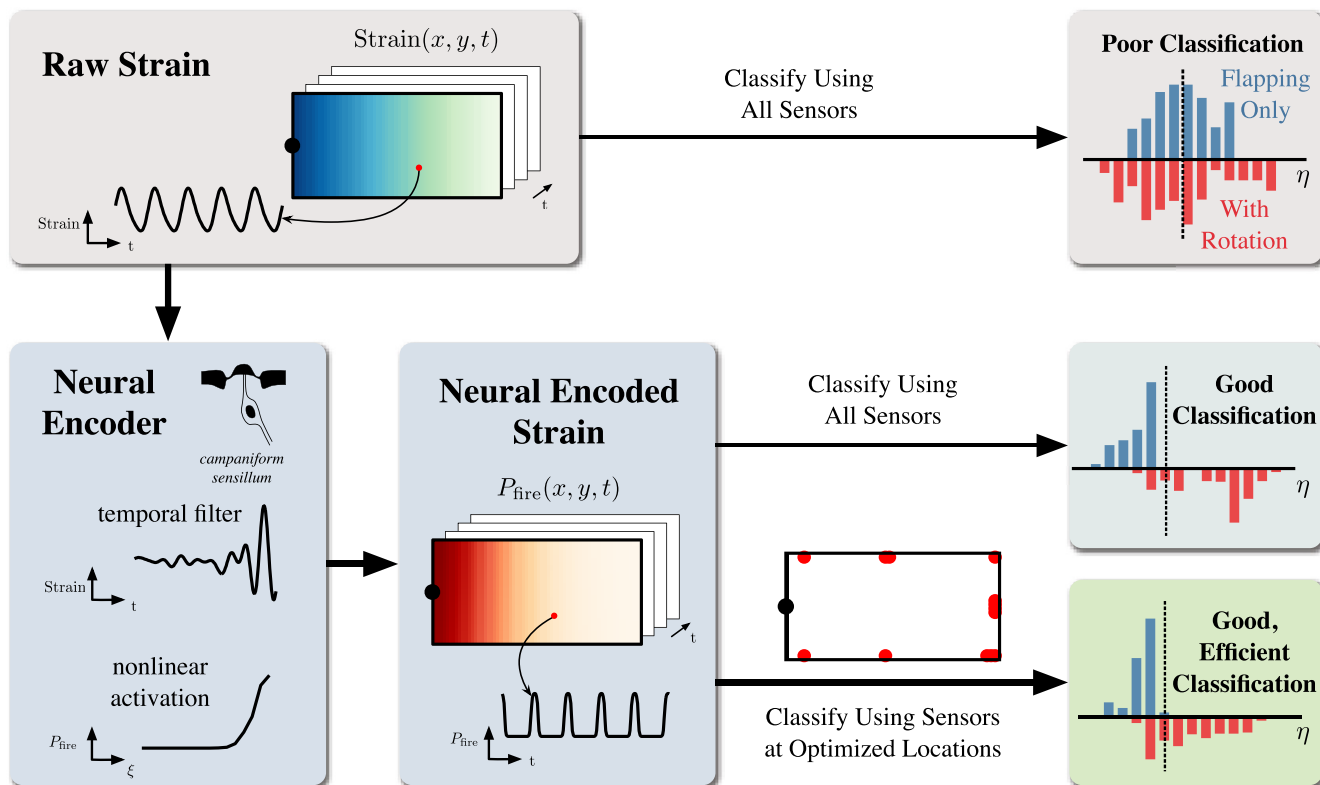 Raw Strain
Strain(x, y, t)
t
Strain
t
Classify Using
All Sensors
Poor Classification
Flapping
Only
η
With
Rotation
Neural
Encoder
campaniform
sensillum
temporal filter
Strain
t
nonlinear
activation
P_fire
ξ
Neural Encoded
Strain
P_fire(x, y, t)
t
P_fire
t
Classify Using
All Sensors
Good
Classification
η
Classify Using Sensors
at Optimized Locations
Good,
Efficient
Classification
η